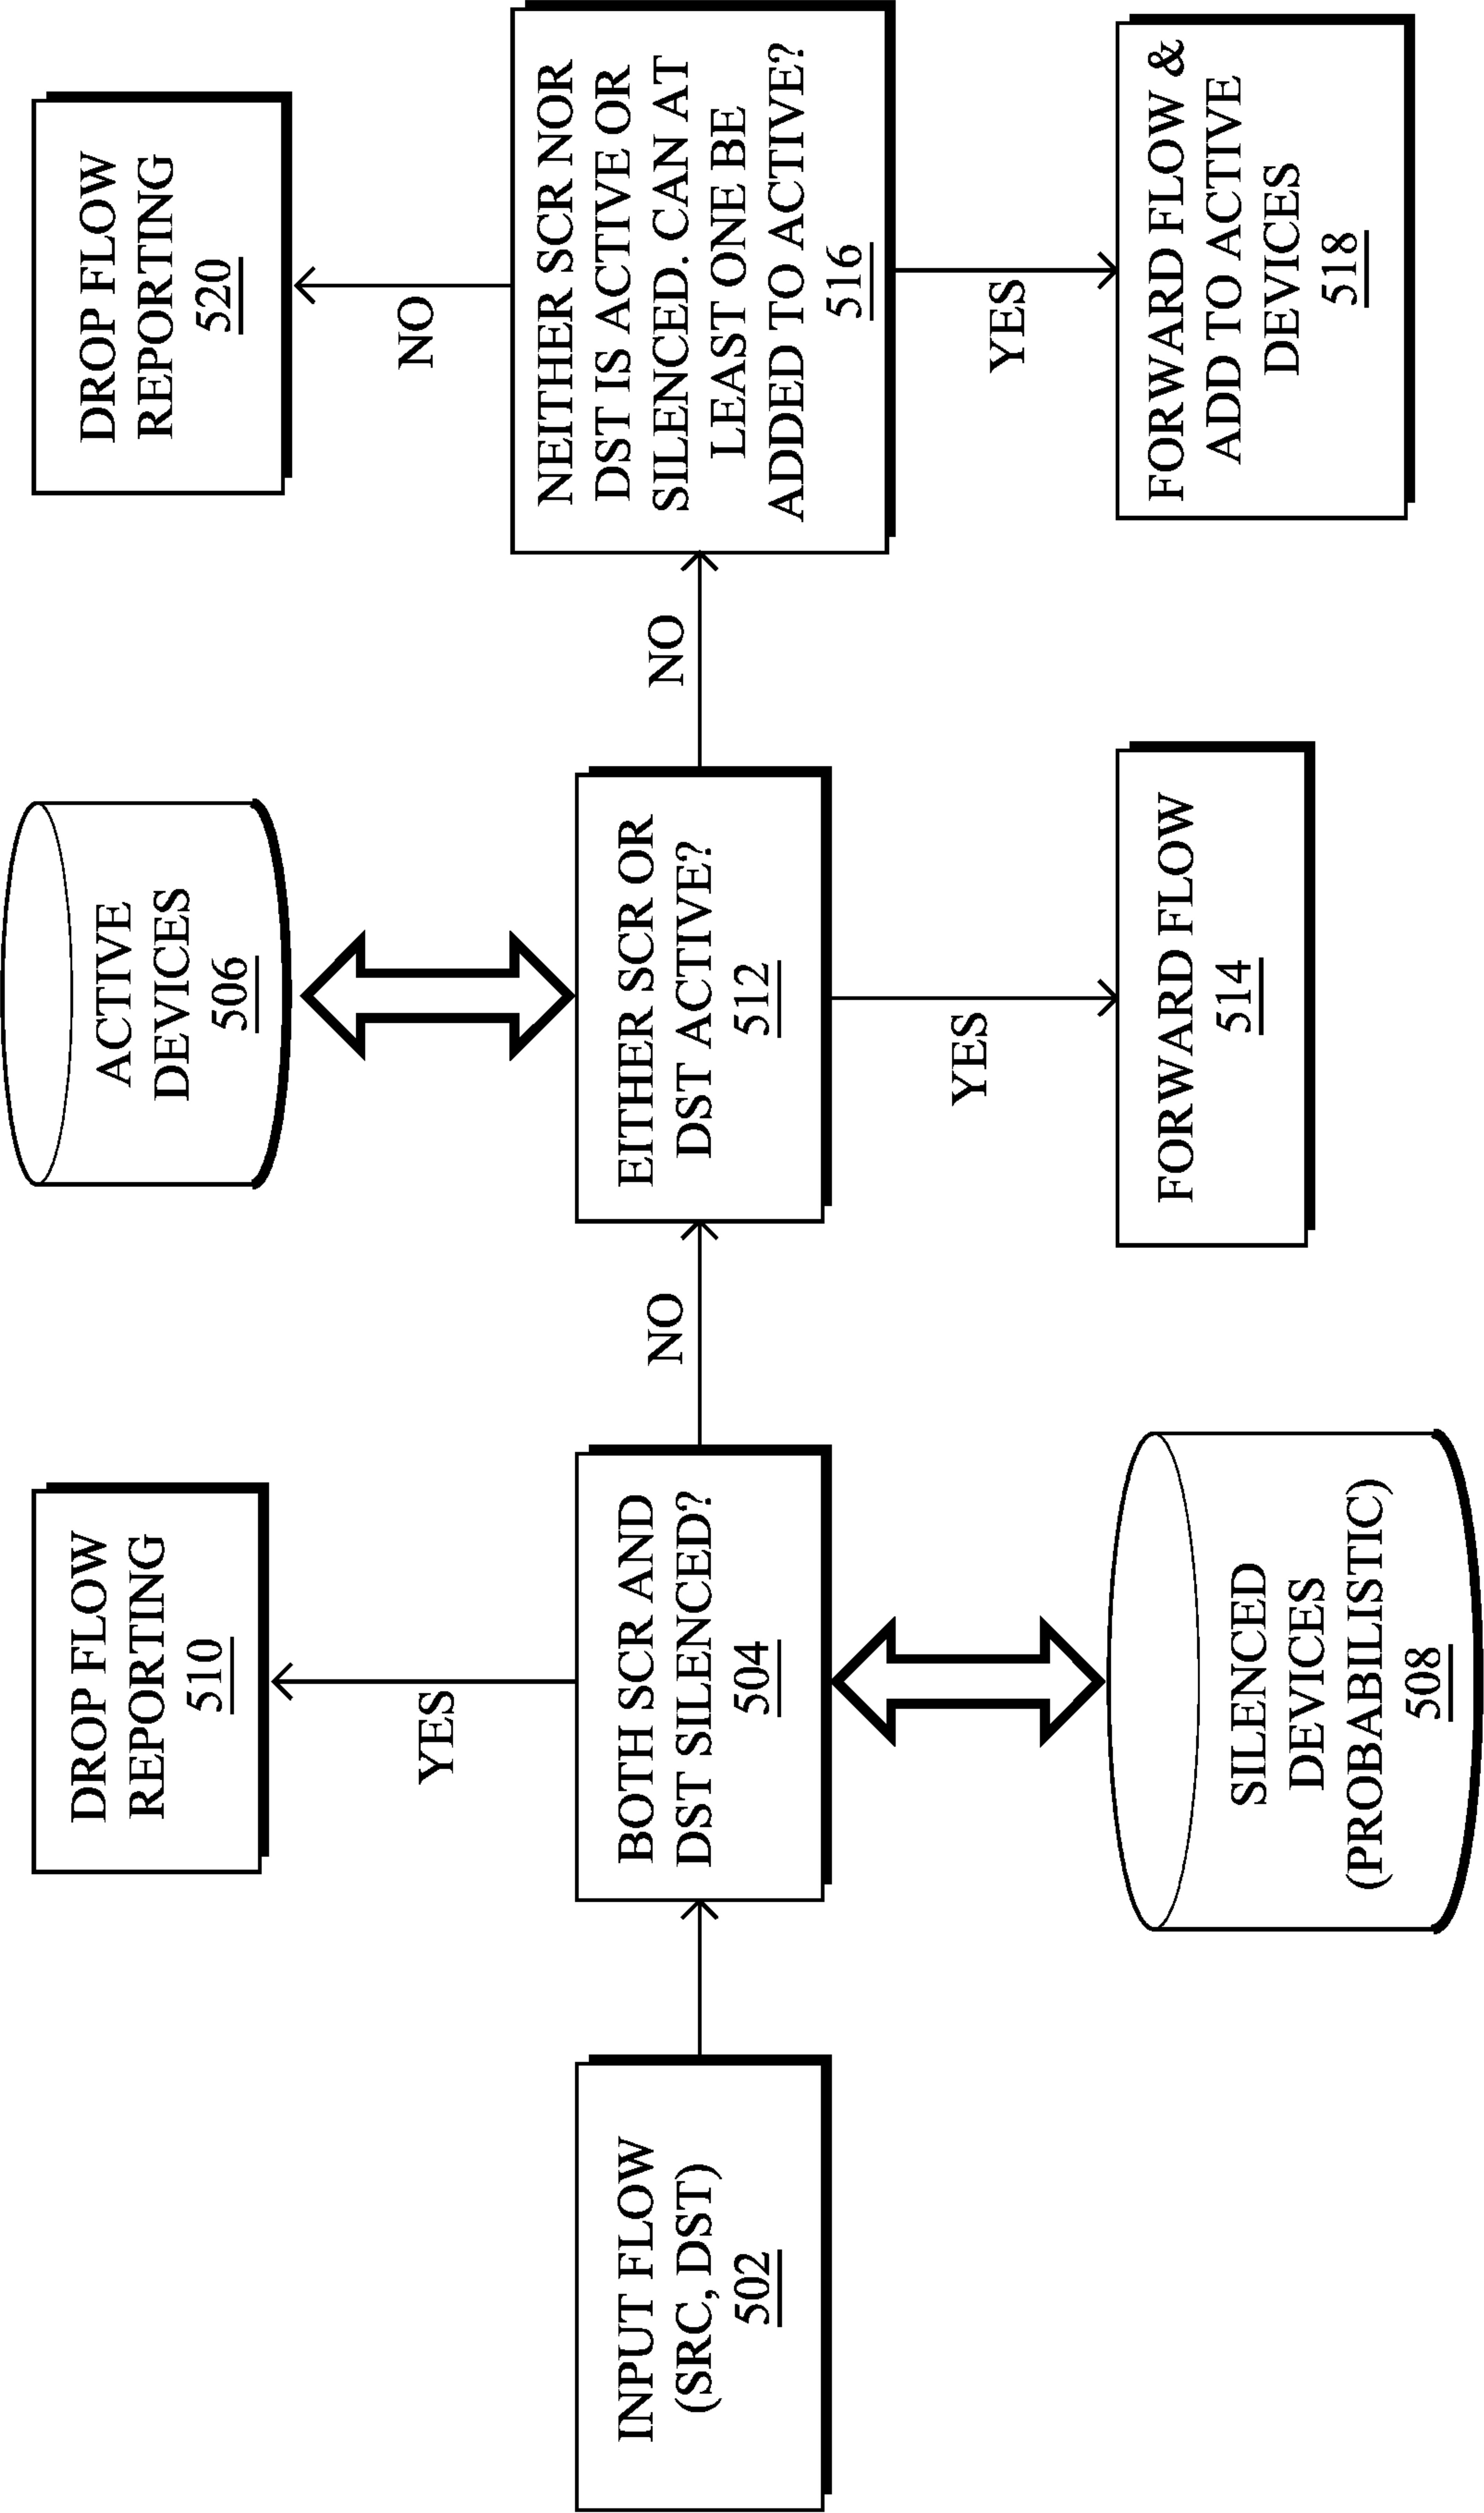 DROP FLOW
REPORTING
510
ACTIVE
DEVICES
506
DROP FLOW
REPORTING
520
YES
NO
INPUT FLOW
(SRC, DST)
502
BOTH SCR AND
DST SILENCED?
504
NO
EITHER SCR OR
DST ACTIVE?
512
NO
NEITHER SCR NOR
DST IS ACTIVE OR
SILENCED. CAN AT
LEAST ONE BE
ADDED TO ACTIVE?
516
YES
YES
SILENCED
DEVICES
(PROBABILISTIC)
508
FORWARD FLOW
514
FORWARD FLOW &
ADD TO ACTIVE
DEVICES
518